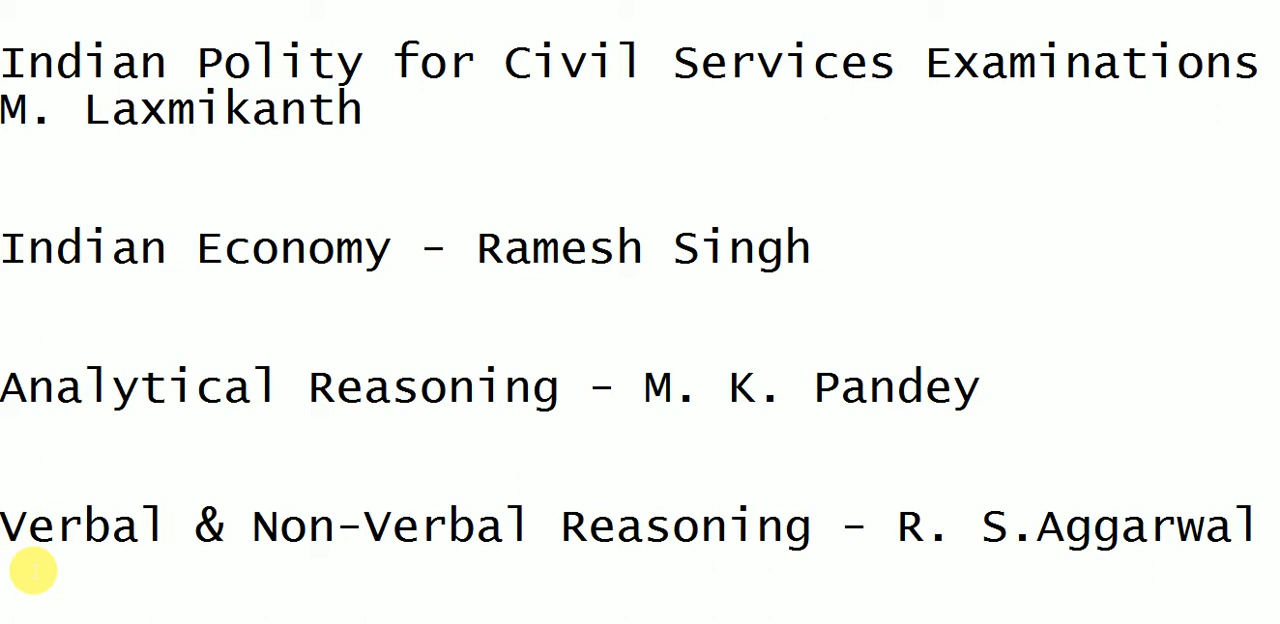 Indian Polity for Civil Services Examinations
M. Laxmikanth
Indian Economy - Ramesh Singh
Analytical Reasoning - M. K. Pandey
Verbal & Non-Verbal Reasoning - R. S.Aggarwal